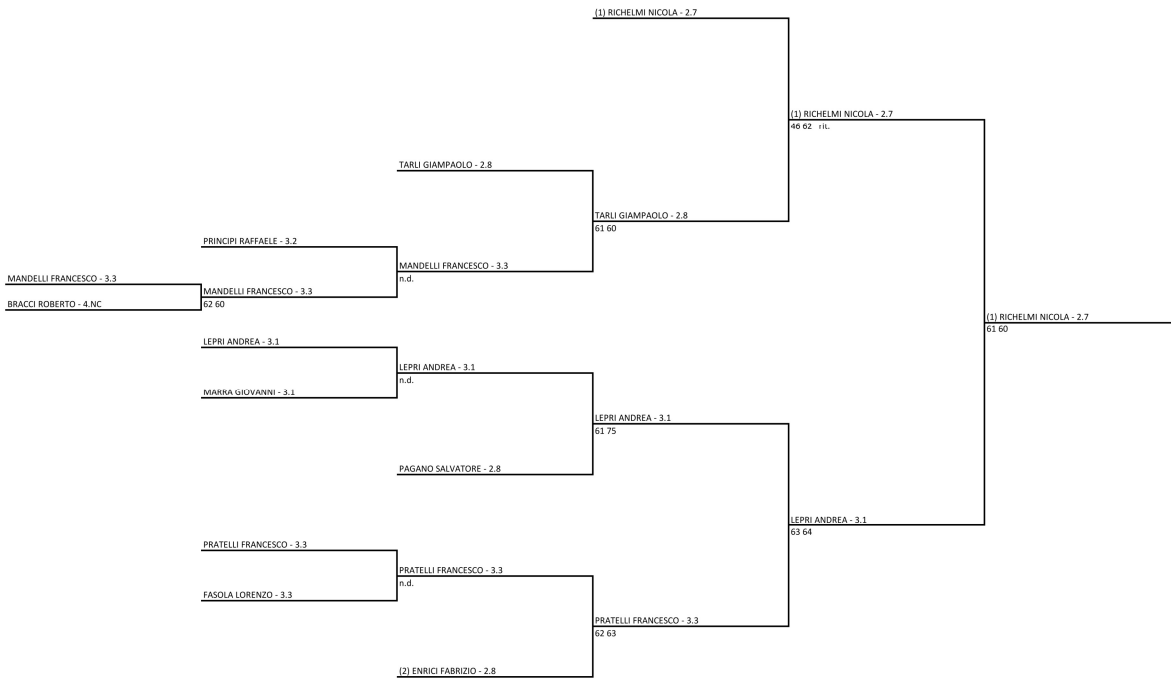 (1) RICHELMI NICOLA - 2.7
(1) RICHELMI NICOLA - 2.7
46 62 rit.
TARLI GIAMPAOLO - 2.8
TARLI GIAMPAOLO - 2.8
61 60
PRINCIPI RAFFAELE - 3.2
MANDELLI FRANCESCO - 3.3
n.d.
MANDELLI FRANCESCO - 3.3
MANDELLI FRANCESCO - 3.3
62 60
BRACCI ROBERTO - 4.NC
(1) RICHELMI NICOLA - 2.7
61 60
LEPRI ANDREA - 3.1
LEPRI ANDREA - 3.1
n.d.
MARRA GIOVANNI - 3.1
LEPRI ANDREA - 3.1
61 75
PAGANO SALVATORE - 2.8
LEPRI ANDREA - 3.1
63 64
PRATELLI FRANCESCO - 3.3
PRATELLI FRANCESCO - 3.3
n.d.
FASOLA LORENZO - 3.3
PRATELLI FRANCESCO - 3.3
62 63
(2) ENRICI FABRIZIO - 2.8